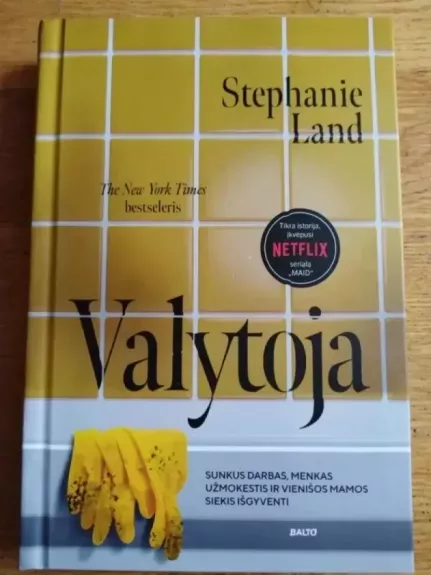 Stephanie
Land
The New York Times
bestseleris
Tikra istorija,
įkvėpusi
NETFLIX
serialą
„MAID“
Valytoja
SUNKUS DARBAS, MENKAS
UŽMOKESTIS IR VIENIŠOS MAMOS
SIEKIS IŠGYVENTI
BALTO